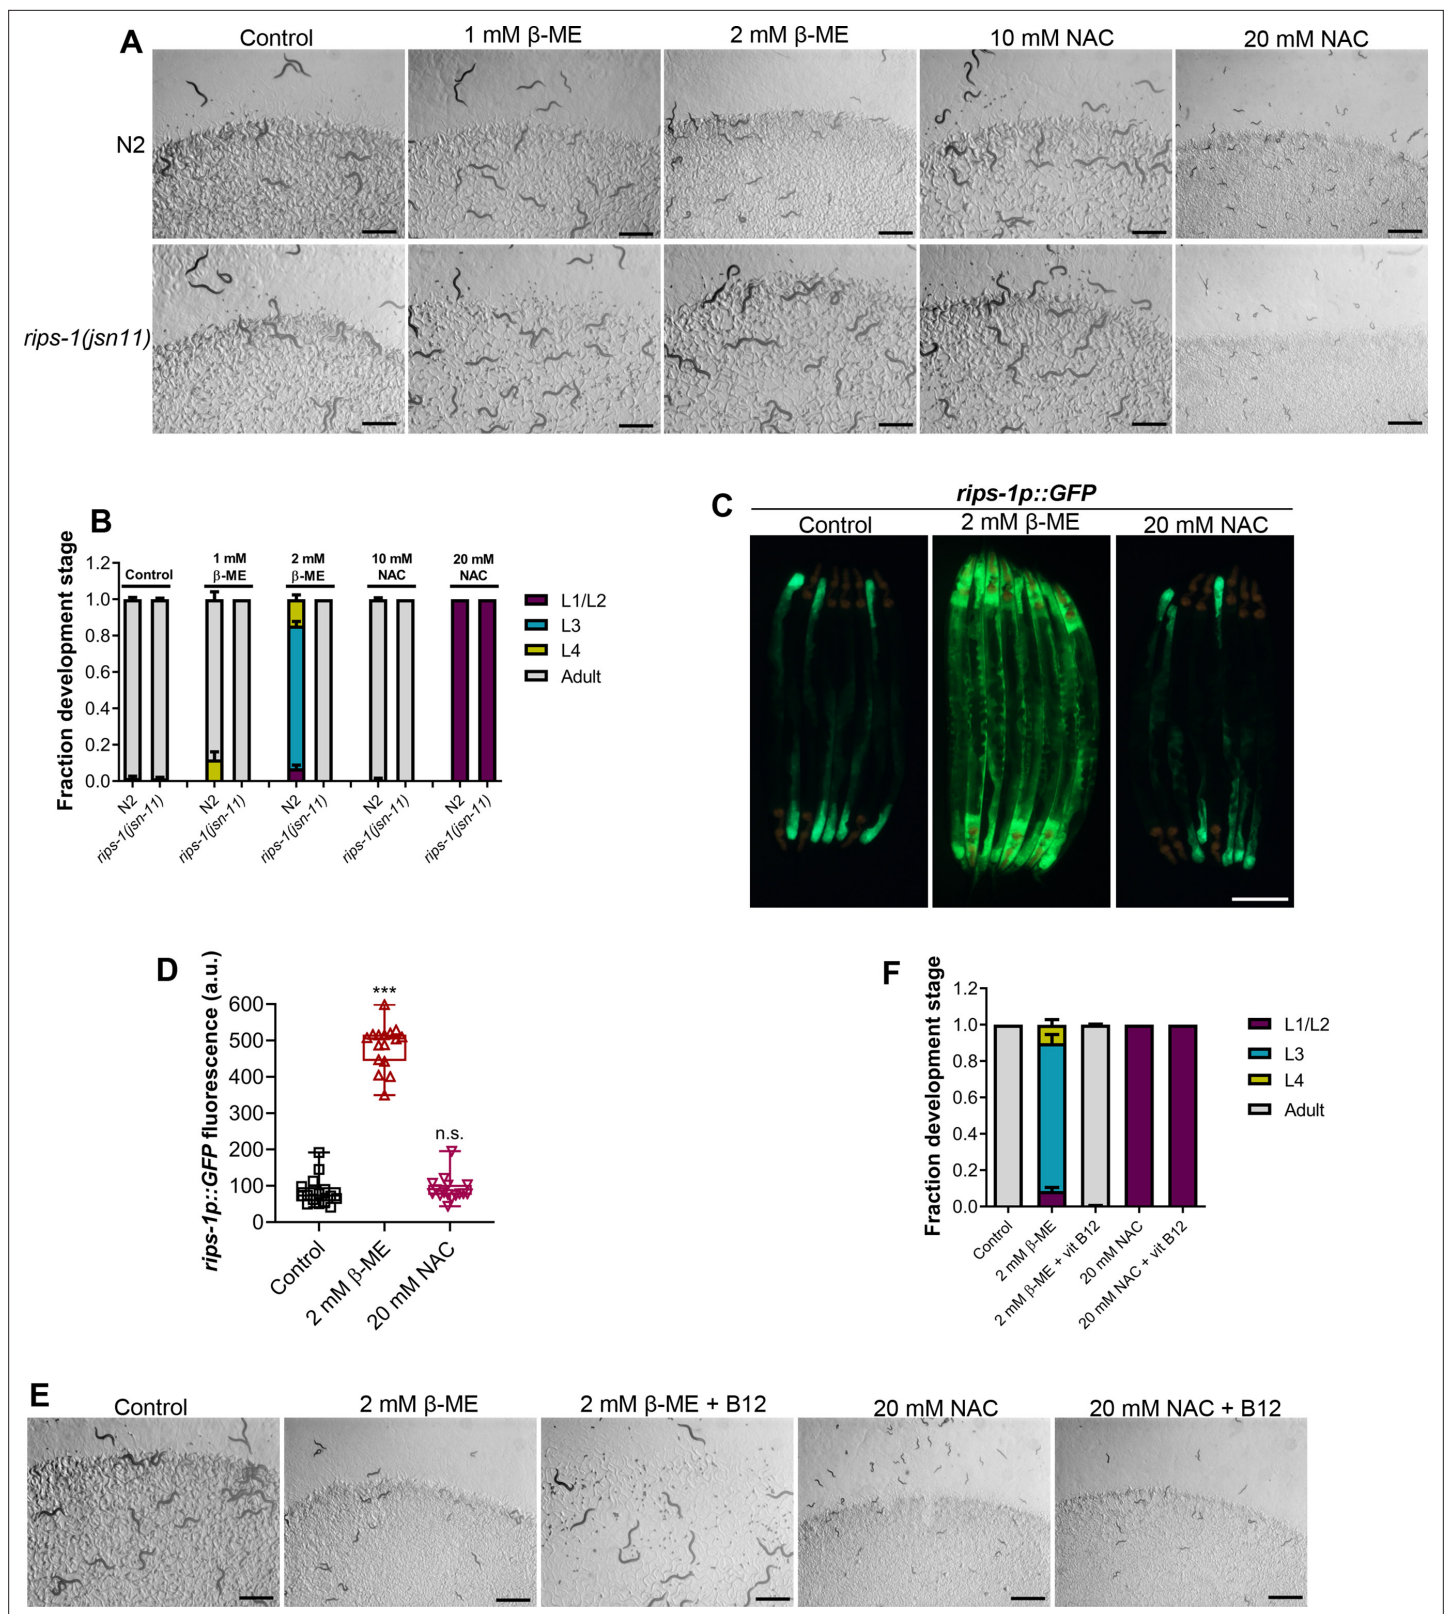 A
Control
1 mM β-ME
2 mM β-ME
10 mM NAC
20 mM NAC
N2
rips-1(jsn11)
B
Fraction development stage
1.2
1.0
0.8
0.6
0.4
0.2
0.0
Control
1 mM
β-ME
2 mM
β-ME
10 mM
NAC
20 mM
NAC
N2
rips-1(jsn-11)
N2
rips-1(jsn-11)
N2
rips-1(jsn-11)
N2
rips-1(jsn-11)
N2
rips-1(jsn-11)
L1/L2
L3
L4
Adult
C
rips-1p::GFP
Control
2 mM β-ME
20 mM NAC
D
rips-1p::GFP fluorescence (a.u.)
600
500
400
300
200
100
0
***
n.s.
Control
2 mM β-ME
20 mM NAC
F
Fraction development stage
1.2
1.0
0.8
0.6
0.4
0.2
0.0
Control
2 mM β-ME
2 mM β-ME + vit B12
20 mM NAC
20 mM NAC + vit B12
L1/L2
L3
L4
Adult
E
Control
2 mM β-ME
2 mM β-ME + B12
20 mM NAC
20 mM NAC + B12